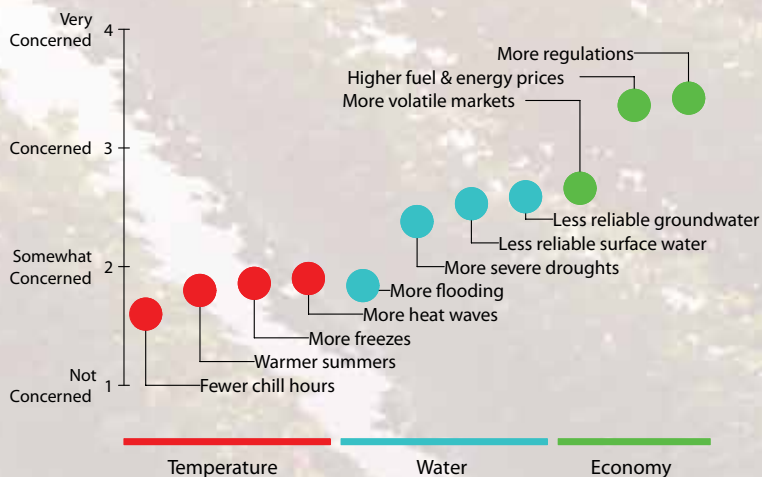 Very
Concerned
4
More regulations
Higher fuel & energy prices
More volatile markets
Concerned
3
Less reliable groundwater
Less reliable surface water
Somewhat
Concerned
2
More severe droughts
More flooding
More heat waves
More freezes
Warmer summers
Not
Concerned
1
Fewer chill hours
Temperature
Water
Economy